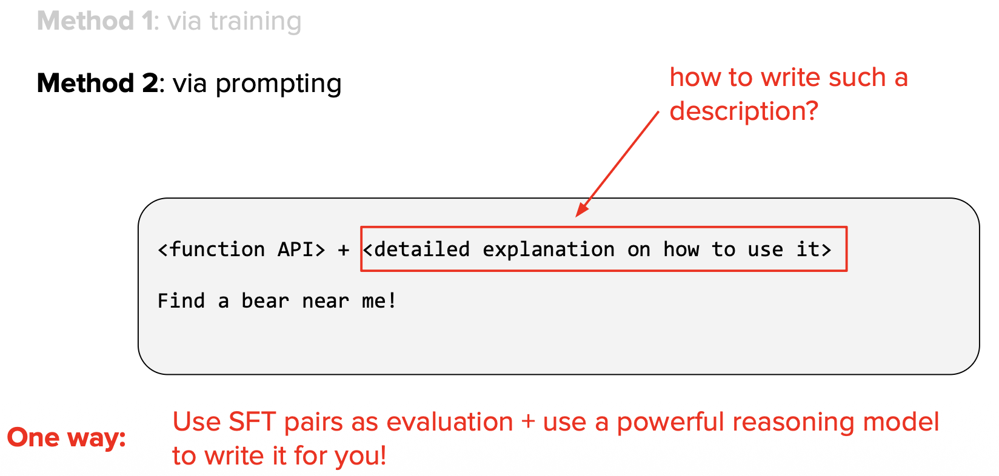 Method 1: via training
Method 2: via prompting
how to write such a
description?
<function API> + <detailed explanation on how to use it>
Find a bear near me!
One way:
Use SFT pairs as evaluation + use a powerful reasoning model
to write it for you!